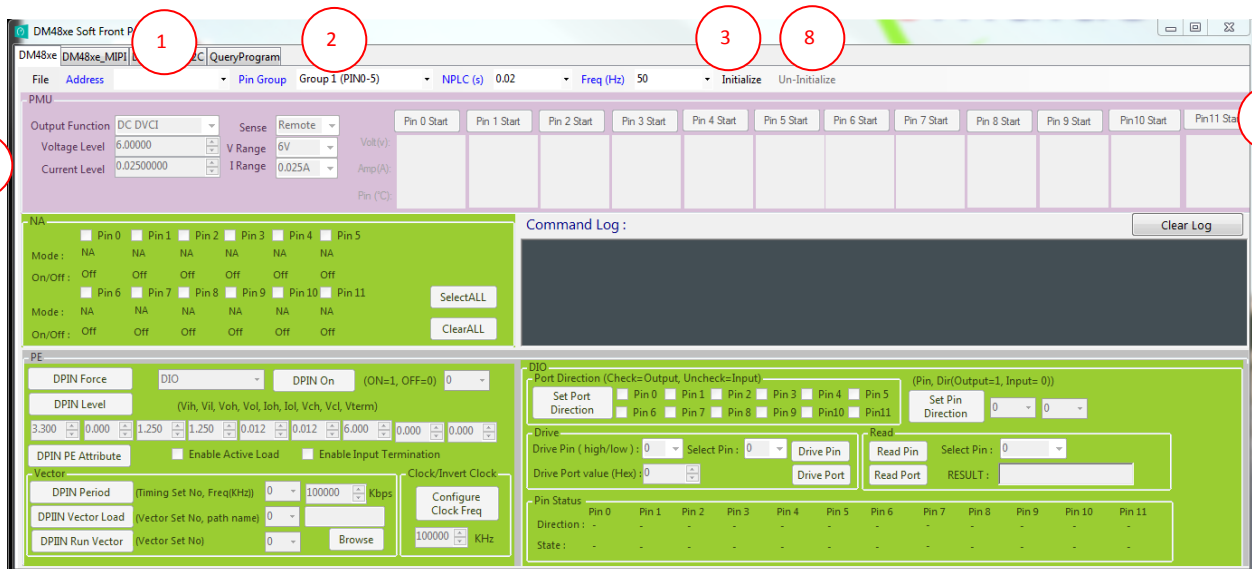 DM48xe Soft Front P
1 2 3 8
DM48xe DM48xe_MIPI 2C QueryProgram
File Address Pin Group Group 1 (PIN0-5) NPLC (s) 0.02 Freq (Hz) 50 Initialize Un-Initialize
PMU
Output Function DC DVCI Sense Remote
Voltage Level 6.00000 V Range 6V
Current Level 0.02500000 I Range 0.025A
Pin 0 Start Pin 1 Start Pin 2 Start Pin 3 Start Pin 4 Start Pin 5 Start Pin 6 Start Pin 7 Start Pin 8 Start Pin 9 Start Pin10 Start Pin11 Sta
Volt(v):
Amp(A):
Pin (°C):
NA
Pin 0 Pin 1 Pin 2 Pin 3 Pin 4 Pin 5
Mode : NA NA NA NA NA NA
On/Off : Off Off Off Off Off Off
Pin 6 Pin 7 Pin 8 Pin 9 Pin 10 Pin 11
Mode : NA NA NA NA NA NA
On/Off : Off Off Off Off Off Off
SelectALL
ClearALL
Command Log :
Clear Log
PE
DPIN Force DIO DPIN On (ON=1, OFF=0) 0
DPIN Level (Vih, Vil, Voh, Vol, Ioh, Iol, Vch, Vcl, Vterm)
3.300 0.000 1.250 1.250 0.012 0.012 6.000 0.000 0.000
DPIN PE Attribute Enable Active Load Enable Input Termination
Vector
DPIN Period (Timing Set No, Freq(KHz)) 0 100000 Kbps
DPIIN Vector Load (Vector Set No, path name) 0
DPIIN Run Vector (Vector Set No) 0 Browse
Clock/Invert Clock
Configure Clock Freq
100000 KHz
DIO
Port Direction (Check=Output, Uncheck=Input)
Set Port Direction
Pin 0 Pin 1 Pin 2 Pin 3 Pin 4 Pin 5
Pin 6 Pin 7 Pin 8 Pin 9 Pin10 Pin11
(Pin, Dir(Output=1, Input= 0))
Set Pin Direction 0 0
Drive
Drive Pin ( high/low ) : 0 Select Pin : 0 Drive Pin
Drive Port value (Hex) : 0 Drive Port
Read
Read Pin Select Pin : 0
Read Port RESULT :
Pin Status
Pin 0 Pin 1 Pin 2 Pin 3 Pin 4 Pin 5 Pin 6 Pin 7 Pin 8 Pin 9 Pin 10 Pin 11
Direction : - - - - - - - - - - - -
State : - - - - - - - - - - - -